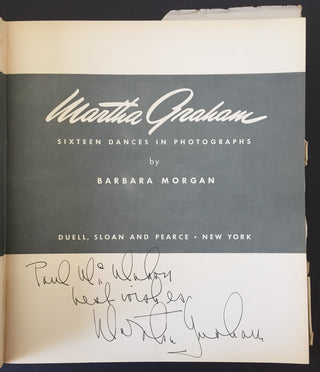 Martha Graham
SIXTEEN DANCES IN PHOTOGRAPHS
by
BARBARA MORGAN
DUELL, SLOAN AND PEARCE • NEW YORK
Paul McMahon
best wishes
Martha Graham